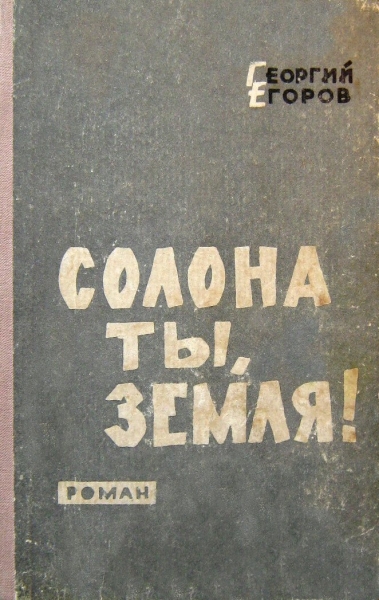 ГЕОРГИЙ
ЕГОРОВ
СОЛОНА
ТЫ,
ЗЕМЛЯ!
РОМАН